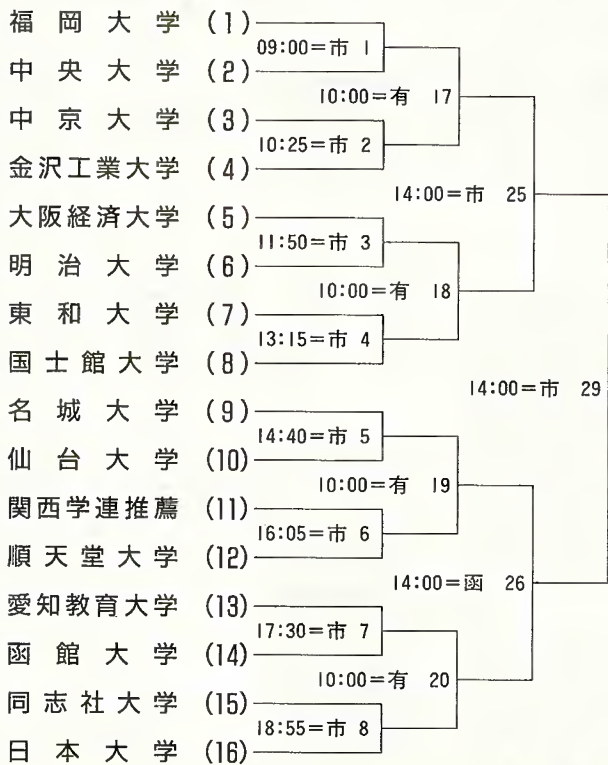 福岡大学 (1)
09:00=市 1
中央大学 (2)
10:00=有 17
中京大学 (3)
10:25=市 2
金沢工業大学 (4)
14:00=市 25
大阪経済大学 (5)
11:50=市 3
明治大学 (6)
10:00=有 18
東和大学 (7)
13:15=市 4
国士館大学 (8)
14:00=市 29
名城大学 (9)
14:40=市 5
仙台大学 (10)
10:00=有 19
関西学連推薦 (11)
16:05=市 6
順天堂大学 (12)
14:00=函 26
愛知教育大学 (13)
17:30=市 7
函館大学 (14)
10:00=有 20
同志社大学 (15)
18:55=市 8
日本大学 (16)